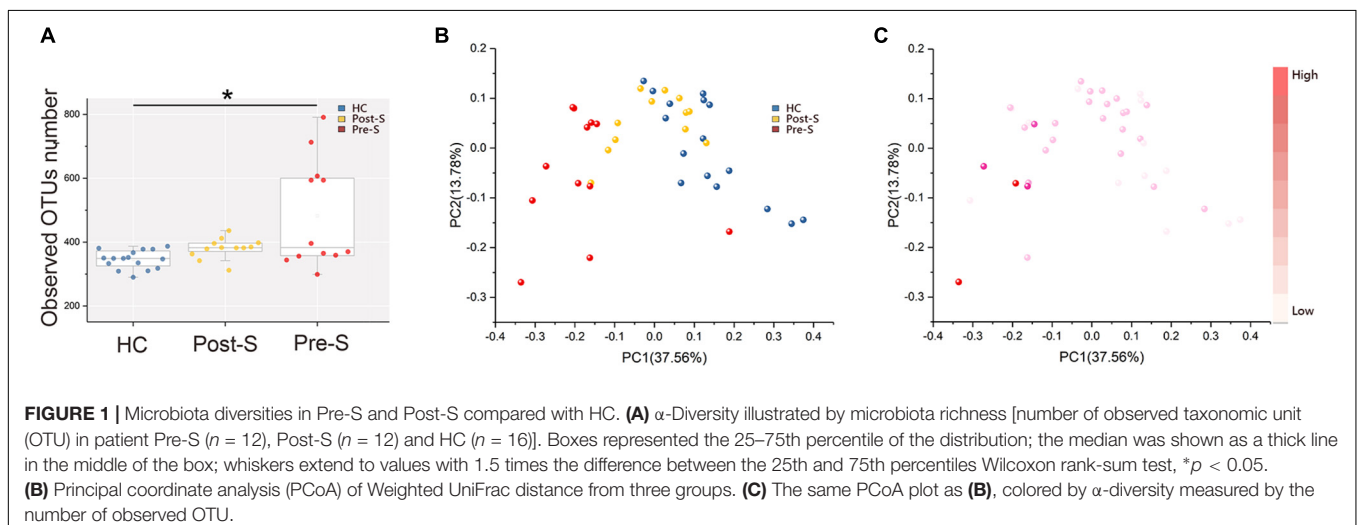 A
Observed OTUs number
800
600
400
200
*
HC
Post-S
Pre-S
HC
Post-S
Pre-S
B
PC2(13.78%)
0.2
0.1
0.0
-0.1
-0.2
-0.3
HC
Post-S
Pre-S
-0.4
-0.3
-0.2
-0.1
0.0
0.1
0.2
0.3
0.4
PC1(37.56%)
C
PC2(13.78%)
0.2
0.1
0.0
-0.1
-0.2
-0.3
-0.4
-0.3
-0.2
-0.1
0.0
0.1
0.2
0.3
0.4
PC1(37.56%)
High
Low
FIGURE 1 | Microbiota diversities in Pre-S and Post-S compared with HC. (A) α-Diversity illustrated by microbiota richness [number of observed taxonomic unit
(OTU) in patient Pre-S (n = 12), Post-S (n = 12) and HC (n = 16)]. Boxes represented the 25–75th percentile of the distribution; the median was shown as a thick line
in the middle of the box; whiskers extend to values with 1.5 times the difference between the 25th and 75th percentiles Wilcoxon rank-sum test, *p < 0.05.
(B) Principal coordinate analysis (PCoA) of Weighted UniFrac distance from three groups. (C) The same PCoA plot as (B), colored by α-diversity measured by the
number of observed OTU.